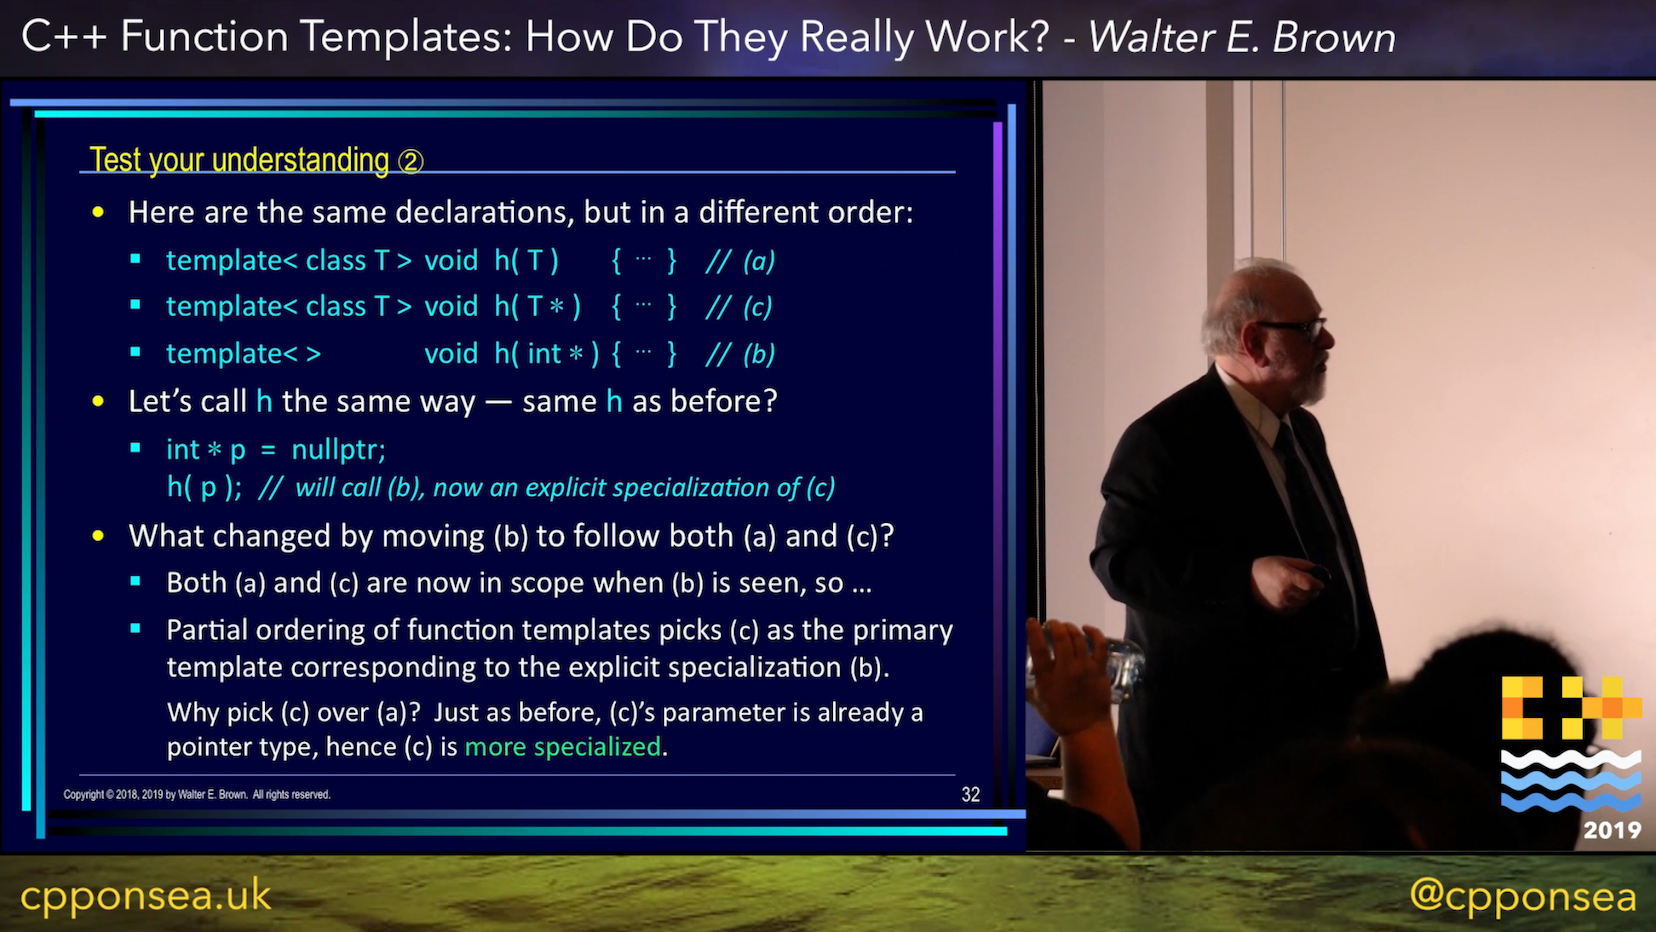 C++ Function Templates: How Do They Really Work? - Walter E. Brown
Test your understanding ②
• Here are the same declarations, but in a different order:
▪ template< class T > void h( T ) { ··· } // (a)
▪ template< class T > void h( T * ) { ··· } // (c)
▪ template< > void h( int * ) { ··· } // (b)
• Let’s call h the same way — same h as before?
▪ int * p = nullptr;
h( p ); // will call (b), now an explicit specialization of (c)
• What changed by moving (b) to follow both (a) and (c)?
▪ Both (a) and (c) are now in scope when (b) is seen, so …
▪ Partial ordering of function templates picks (c) as the primary
template corresponding to the explicit specialization (b).
Why pick (c) over (a)? Just as before, (c)’s parameter is already a
pointer type, hence (c) is more specialized.
Copyright © 2018, 2019 by Walter E. Brown. All rights reserved.
32
C++
2019
cpponsea.uk
@cpponsea